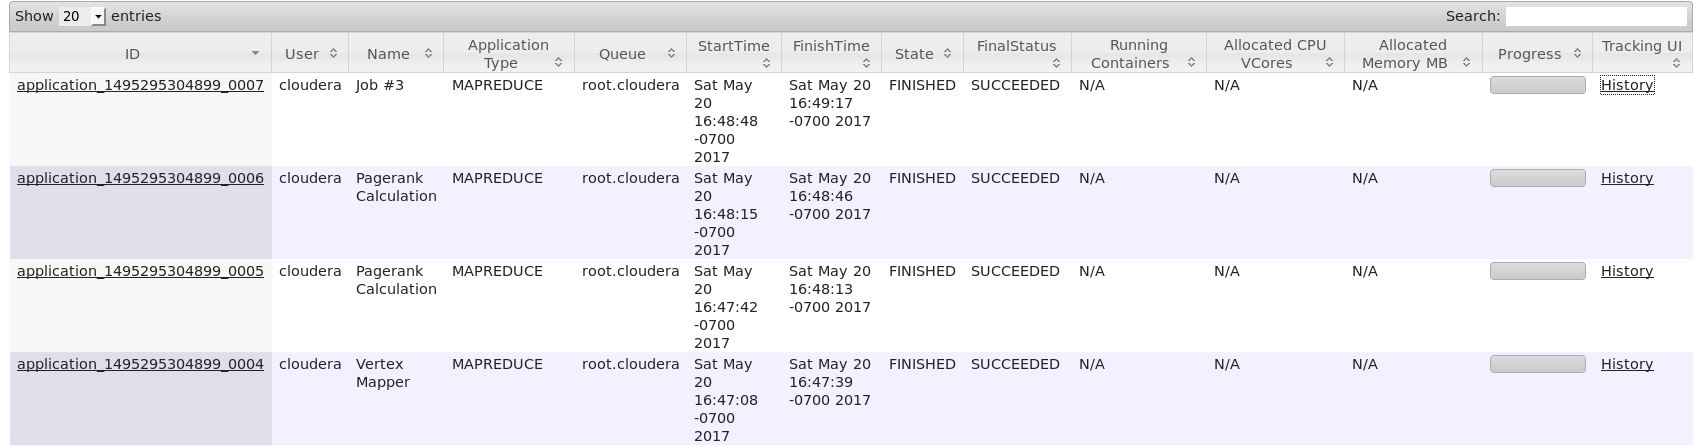 Show 20 entries Search:
ID User Name Application Type Queue StartTime FinishTime State FinalStatus Running Containers Allocated CPU VCores Allocated Memory MB Progress Tracking UI
application_1495295304899_0007 cloudera Job #3 MAPREDUCE root.cloudera Sat May 20 16:48:48 -0700 2017 Sat May 20 16:49:17 -0700 2017 FINISHED SUCCEEDED N/A N/A N/A History
application_1495295304899_0006 cloudera Pagerank Calculation MAPREDUCE root.cloudera Sat May 20 16:48:15 -0700 2017 Sat May 20 16:48:46 -0700 2017 FINISHED SUCCEEDED N/A N/A N/A History
application_1495295304899_0005 cloudera Pagerank Calculation MAPREDUCE root.cloudera Sat May 20 16:47:42 -0700 2017 Sat May 20 16:48:13 -0700 2017 FINISHED SUCCEEDED N/A N/A N/A History
application_1495295304899_0004 cloudera Vertex Mapper MAPREDUCE root.cloudera Sat May 20 16:47:08 -0700 2017 Sat May 20 16:47:39 -0700 2017 FINISHED SUCCEEDED N/A N/A N/A History